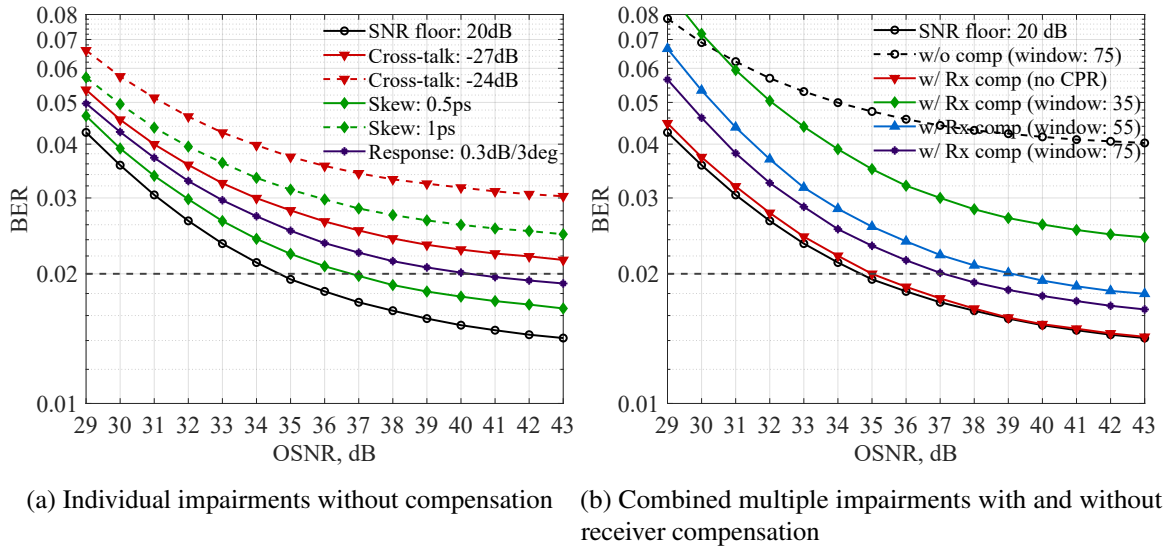 0.08
0.07
0.06
0.05
0.04
0.03
0.02
0.01
BER
SNR floor: 20dB
Cross-talk: -27dB
Cross-talk: -24dB
Skew: 0.5ps
Skew: 1ps
Response: 0.3dB/3deg
29 30 31 32 33 34 35 36 37 38 39 40 41 42 43
OSNR, dB
(a) Individual impairments without compensation
0.08
0.07
0.06
0.05
0.04
0.03
0.02
0.01
BER
SNR floor: 20 dB
w/o comp (window: 75)
w/ Rx comp (no CPR)
w/ Rx comp (window: 35)
w/ Rx comp (window: 55)
w/ Rx comp (window: 75)
29 30 31 32 33 34 35 36 37 38 39 40 41 42 43
OSNR, dB
(b) Combined multiple impairments with and without
receiver compensation